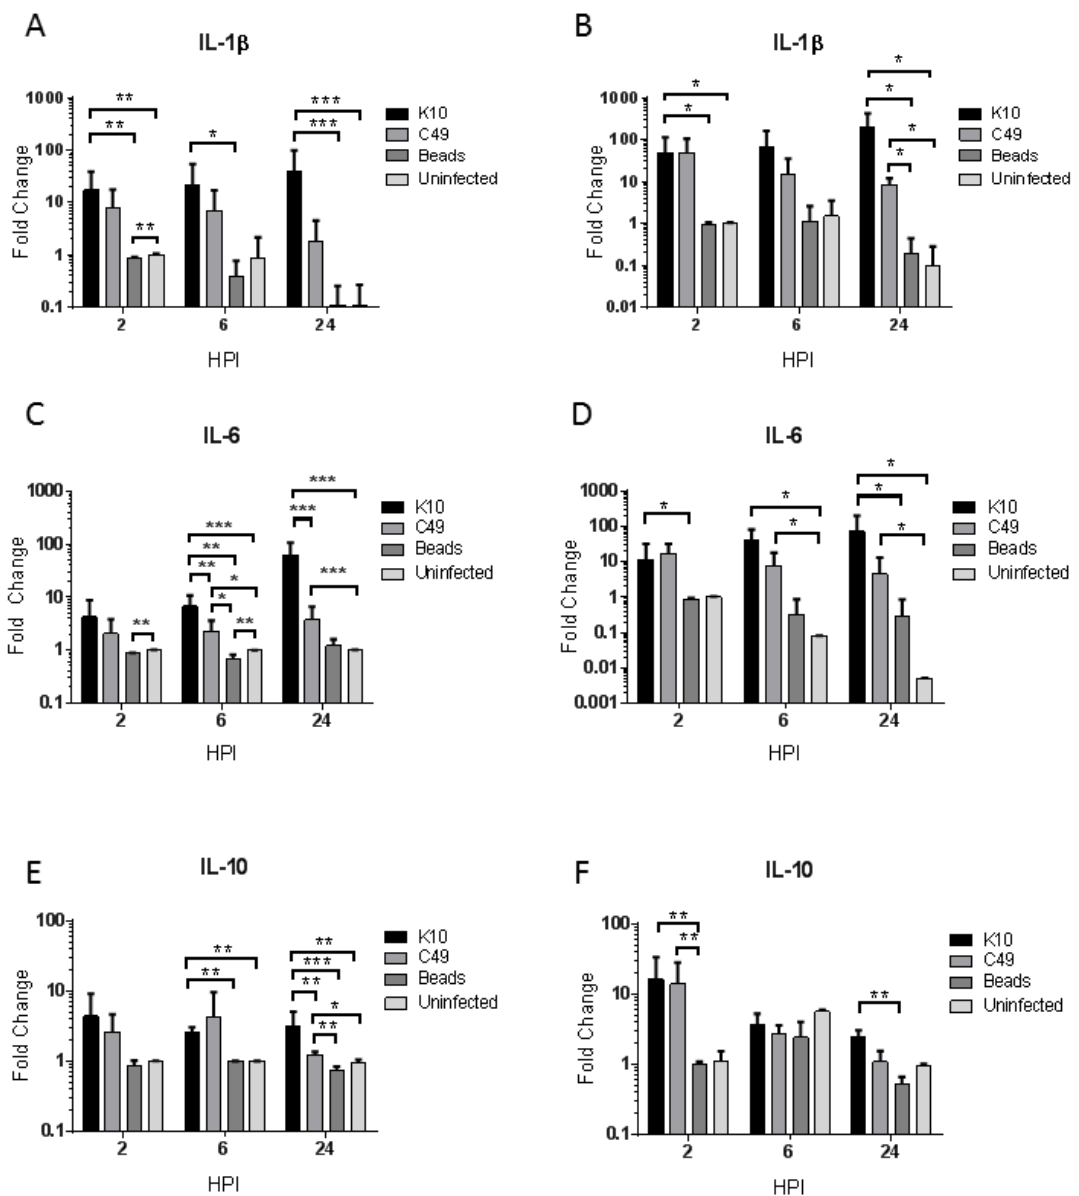 A
IL-1β
Fold Change
1000
100
10
1
0.1
** ** ** * *** ***
2 6 24
HPI
K10
C49
Beads
Uninfected
B
IL-1β
Fold Change
1000
100
10
1
0.1
0.01
* * * * * *
2 6 24
HPI
K10
C49
Beads
Uninfected
C
IL-6
Fold Change
1000
100
10
1
0.1
** *** ** ** * * ** *** *** ***
2 6 24
HPI
K10
C49
Beads
Uninfected
D
IL-6
Fold Change
1000
100
10
1
0.1
0.01
0.001
* * * * * *
2 6 24
HPI
K10
C49
Beads
Uninfected
E
IL-10
Fold Change
100
10
1
0.1
** ** ** *** ** * **
2 6 24
HPI
K10
C49
Beads
Uninfected
F
IL-10
Fold Change
100
10
1
0.1
** ** **
2 6 24
HPI
K10
C49
Beads
Uninfected